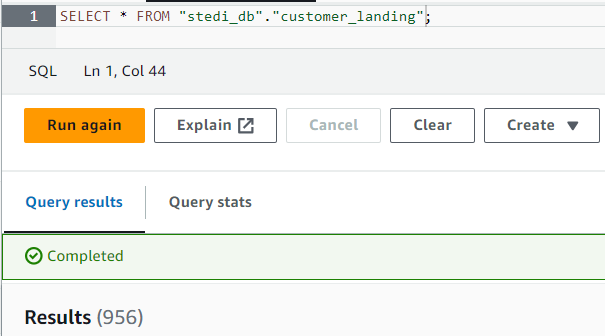 1 SELECT * FROM "stedi_db"."customer_landing";
SQL Ln 1, Col 44
Run again Explain Cancel Clear Create
Query results Query stats
Completed
Results (956)